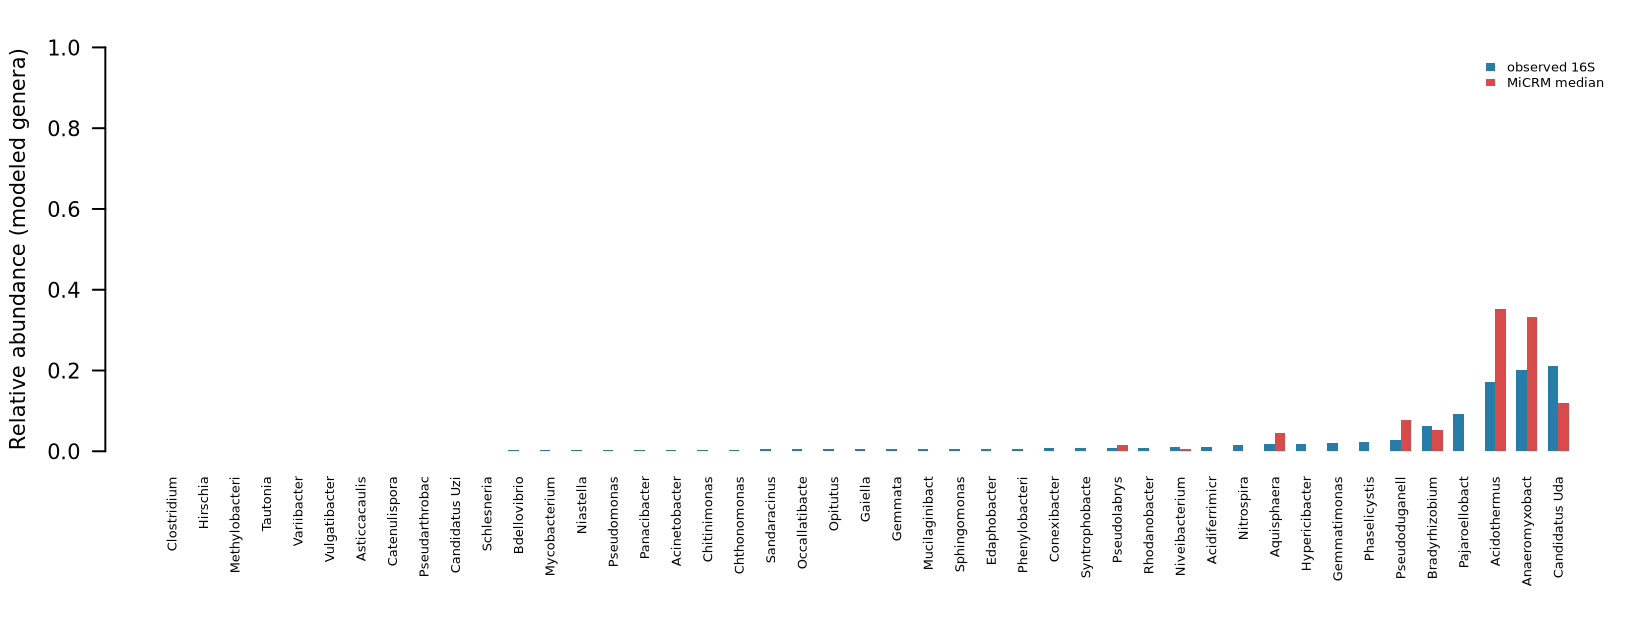 Relative abundance (modeled genera)
1.0
0.8
0.6
0.4
0.2
0.0
observed 16S
MiCRM median
Clostridium
Hirschia
Methylobacteri
Tautonia
Variibacter
Vulgatibacter
Asticcacaulis
Catenulispora
Pseudarthrobac
Candidatus Uzi
Schlesneria
Bdellovibrio
Mycobacterium
Niastella
Pseudomonas
Panacibacter
Acinetobacter
Chitinimonas
Chthonomonas
Sandaracinus
Occallatibacte
Opitutus
Gaiella
Gemmata
Mucilaginibact
Sphingomonas
Edaphobacter
Phenylobacteri
Conexibacter
Syntrophobacte
Pseudolabrys
Rhodanobacter
Niveibacterium
Acidiferrimicr
Nitrospira
Aquisphaera
Hypericibacter
Gemmatimonas
Phaselicystis
Pseudoduganell
Bradyrhizobium
Pajaroellobact
Acidothermus
Anaeromyxobact
Candidatus Uda